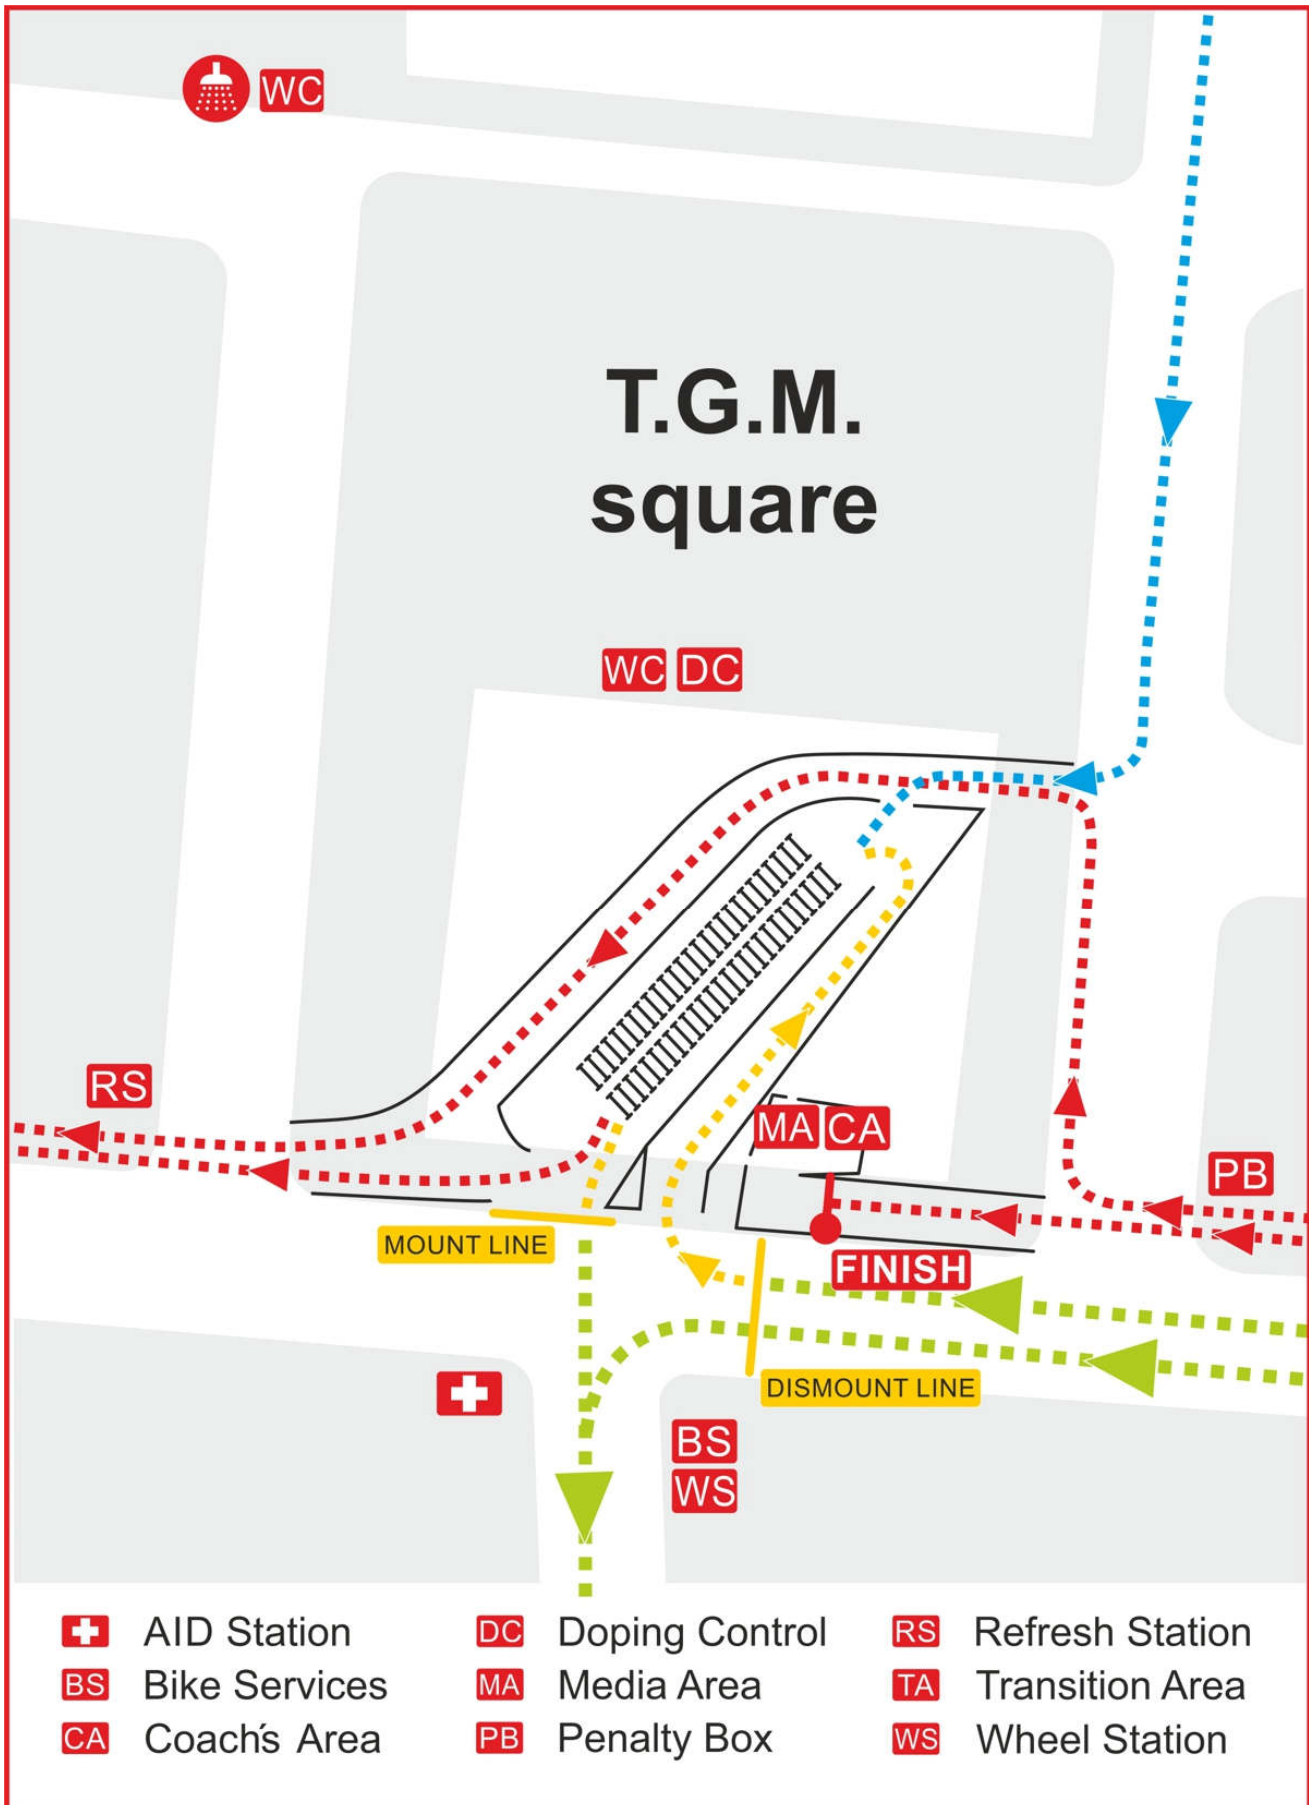 WC
T.G.M.
square
WC DC
RS
MA CA
PB
MOUNT LINE
FINISH
DISMOUNT LINE
BS
WS
AID Station
BS Bike Services
CA Coach's Area
DC Doping Control
MA Media Area
PB Penalty Box
RS Refresh Station
TA Transition Area
WS Wheel Station